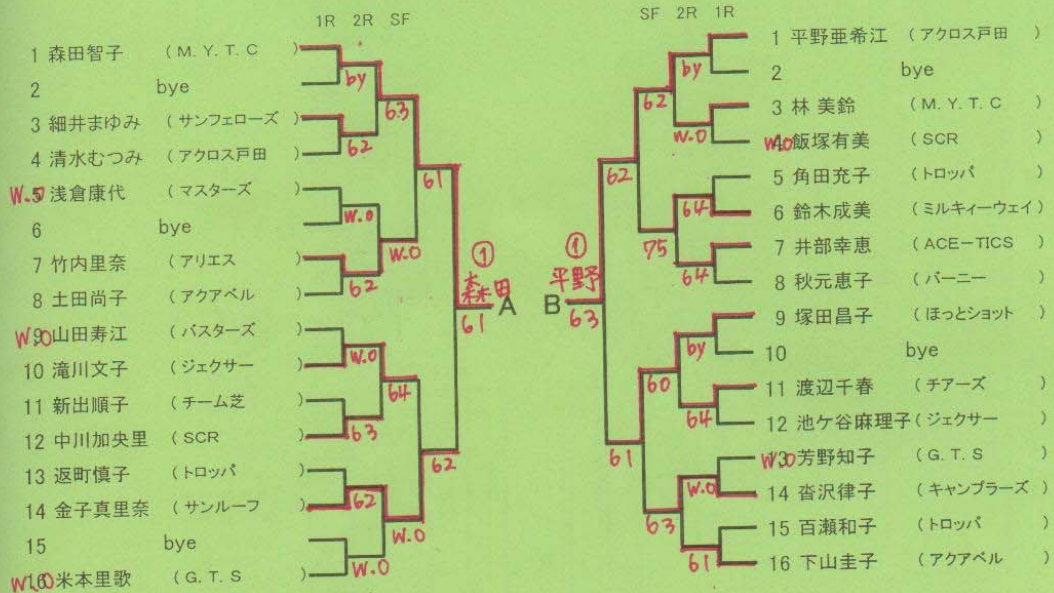 1R 2R SF
1 森田智子 (M.Y.T.C)
2 bye
3 細井まゆみ (サンフェローズ)
4 清水むつみ (アクロス戸田)
W.O 5 浅倉康代 (マスターズ)
6 bye
7 竹内里奈 (アリエス)
8 土田尚子 (アクアベル)
W.O 9 山田寿江 (バスターズ)
10 滝川文子 (ジェクサー)
11 新出順子 (チーム芝)
12 中川加央里 (SCR)
13 返町慎子 (トロッパ)
14 金子真里奈 (サンルーフ)
15 bye
W.O 16 米本里歌 (G.T.S)
by
62
W.O
62
W.O
63
62
W.O
63
W.O
64
W.O
61
62
①
森田
61
A
SF 2R 1R
1 平野亜希江 (アクロス戸田)
2 bye
3 林 美鈴 (M.Y.T.C)
W.O 4 飯塚有美 (SCR)
5 角田充子 (トロッパ)
6 鈴木成美 (ミルキィーウェイ)
7 井部幸恵 (ACE-TICS)
8 秋元恵子 (バーニー)
9 塚田昌子 (ほっとショット)
10 bye
11 渡辺千春 (チアーズ)
12 池ケ谷麻理子 (ジェクサー)
W.O 13 芳野知子 (G.T.S)
14 沓沢律子 (キャンプラーズ)
15 百瀬和子 (トロッパ)
16 下山圭子 (アクアベル)
by
W.O
64
64
by
64
W.O
61
62
75
60
63
62
61
①
平野
B
63